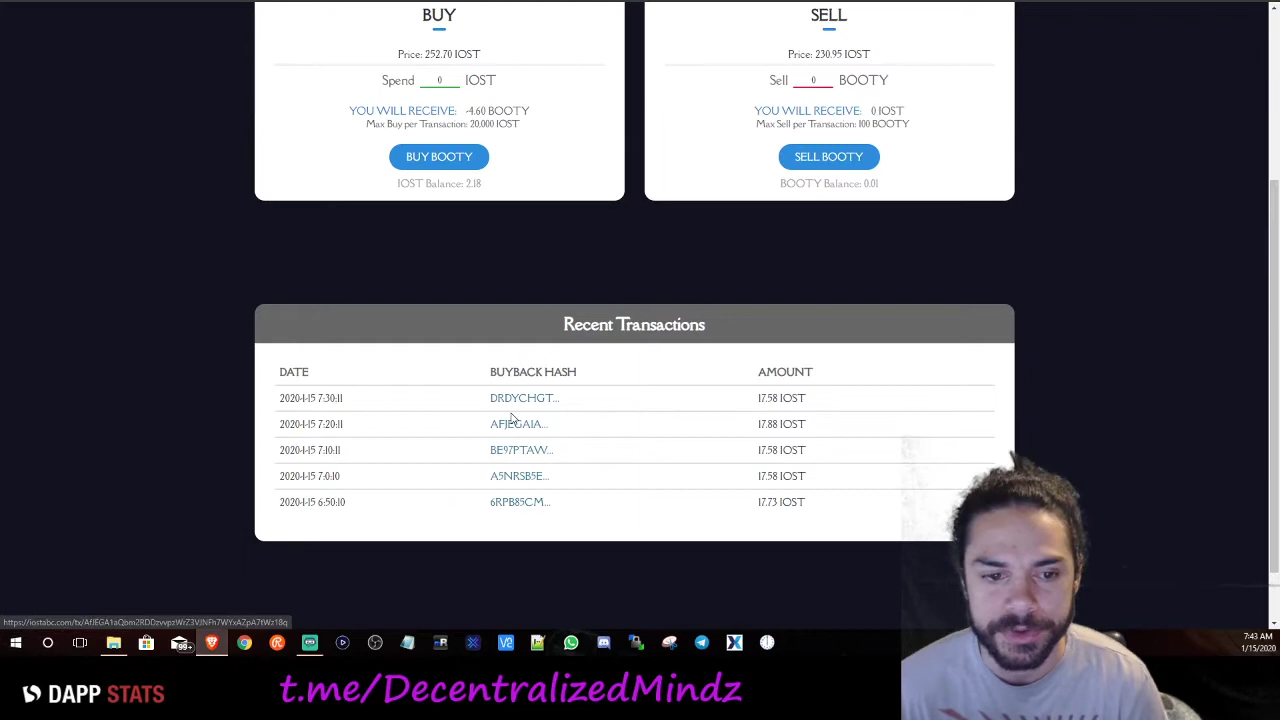 BUY
SELL
Price: 252.70 IOST
Price: 230.95 IOST
Spend 0 IOST
Sell 0 BOOTY
YOU WILL RECEIVE: -4.60 BOOTY
YOU WILL RECEIVE: 0 IOST
Max Buy per Transaction: 20,000 IOST
Max Sell per Transaction: 100 BOOTY
BUY BOOTY
SELL BOOTY
IOST Balance: 2.18
BOOTY Balance: 0.01
Recent Transactions
DATE BUYBACK HASH AMOUNT
2020-1-15 7:30:11 DRDYCHGT... 17.58 IOST
2020-1-15 7:20:11 AFJEGAIA... 17.88 IOST
2020-1-15 7:10:11 BE97PTAW... 17.58 IOST
2020-1-15 7:0:10 A5NRSB5E... 17.58 IOST
2020-1-15 6:50:10 6RPB85CM... 17.73 IOST
99+
7:43 AM
1/15/2020
DAPP STATS
t.me/DecentralizedMindz